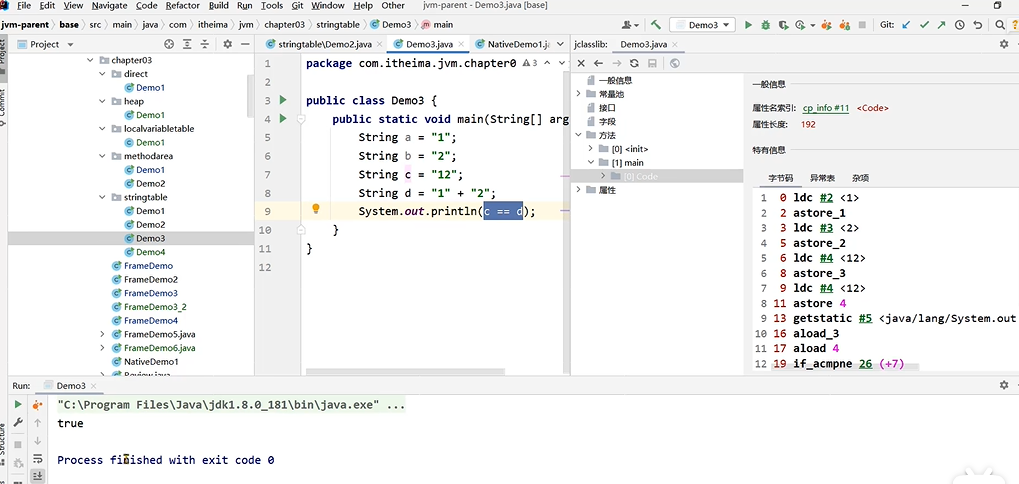 File Edit View Navigate Code Refactor Build Run Tools Git Window Help Other jvm-parent - Demo3.java [base]
jvm-parent base src main java com itheima jvm chapter03 stringtable Demo3 main Demo3 Git:
Project
Commit
Structure
Project
chapter03
direct
Demo1
heap
Demo1
localvariabletable
Demo1
methodarea
Demo1
Demo2
stringtable
Demo1
Demo2
Demo3
Demo4
FrameDemo
FrameDemo2
FrameDemo3
FrameDemo3_2
FrameDemo4
FrameDemo5.java
FrameDemo6.java
NativeDemo1
Review.java
stringtable\Demo2.java Demo3.java NativeDemo1.j
1 package com.itheima.jvm.chapter0 3
2
3 public class Demo3 {
4 public static void main(String[] arg
5 String a = "1";
6 String b = "2";
7 String c = "12";
8 String d = "1" + "2";
9 System.out.println(c == d);
10 }
11 }
12
jclasslib: Demo3.java
一般信息
常量池
接口
字段
方法
[0] <init>
[1] main
[0] Code
属性
一般信息
属性名索引: cp_info #11 <Code>
属性长度: 192
特有信息
字节码 异常表 杂项
1 0 ldc #2 <1>
2 2 astore_1
3 3 ldc #3 <2>
4 5 astore_2
5 6 ldc #4 <12>
6 8 astore_3
7 9 ldc #4 <12>
8 11 astore 4
9 13 getstatic #5 <java/lang/System.out
10 16 aload_3
11 17 aload 4
12 19 if_acmpne 26 (+7)
Run: Demo3
"C:\Program Files\Java\jdk1.8.0_181\bin\java.exe" ...
true
Process finished with exit code 0